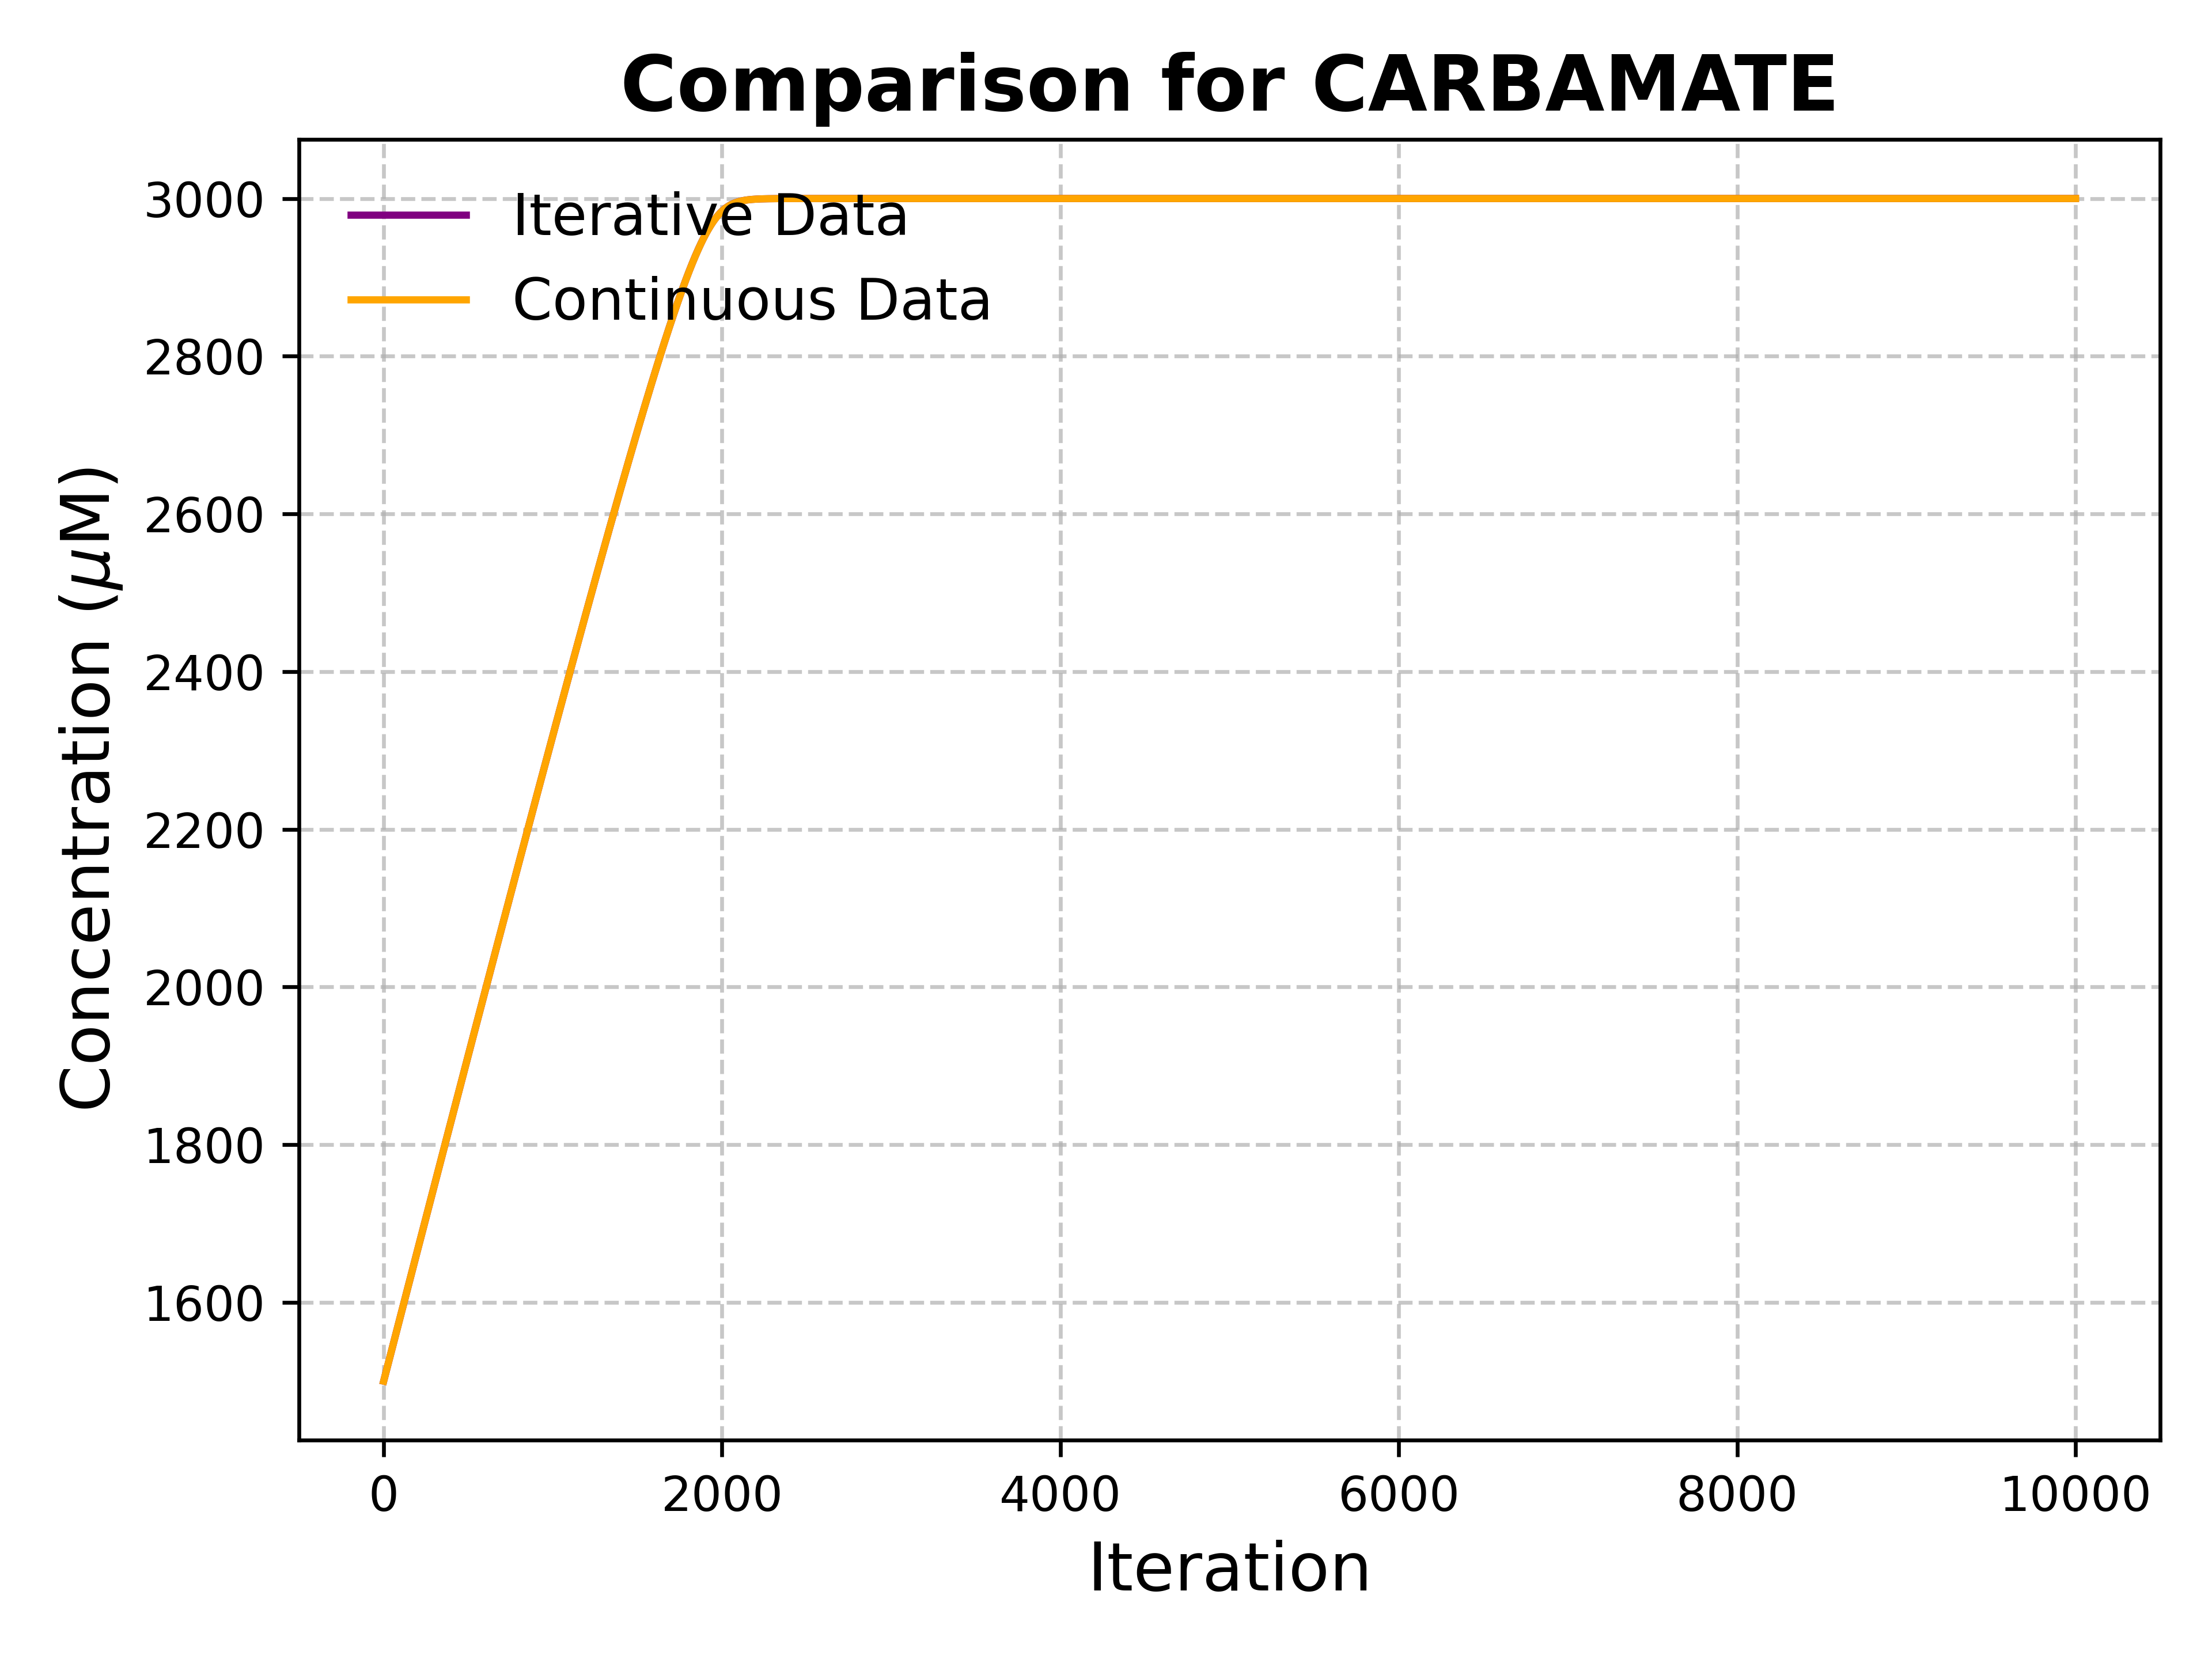 Comparison for CARBAMATE
Iterative Data
Continuous Data
Concentration (μM)
3000
2800
2600
2400
2200
2000
1800
1600
0 2000 4000 6000 8000 10000
Iteration